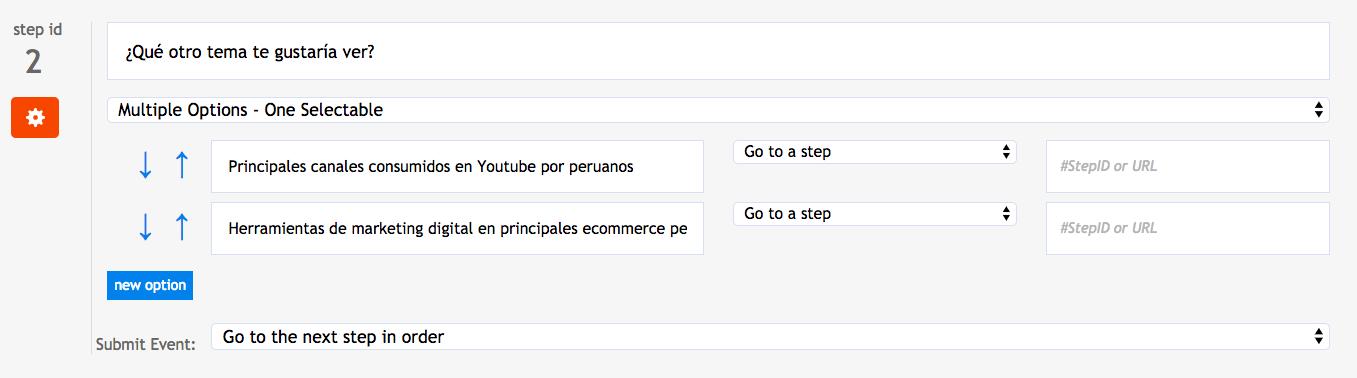 step id
2
¿Qué otro tema te gustaría ver?
Multiple Options - One Selectable
Principales canales consumidos en Youtube por peruanos
Go to a step
#StepID or URL
Herramientas de marketing digital en principales ecommerce pe
Go to a step
#StepID or URL
new option
Submit Event:
Go to the next step in order